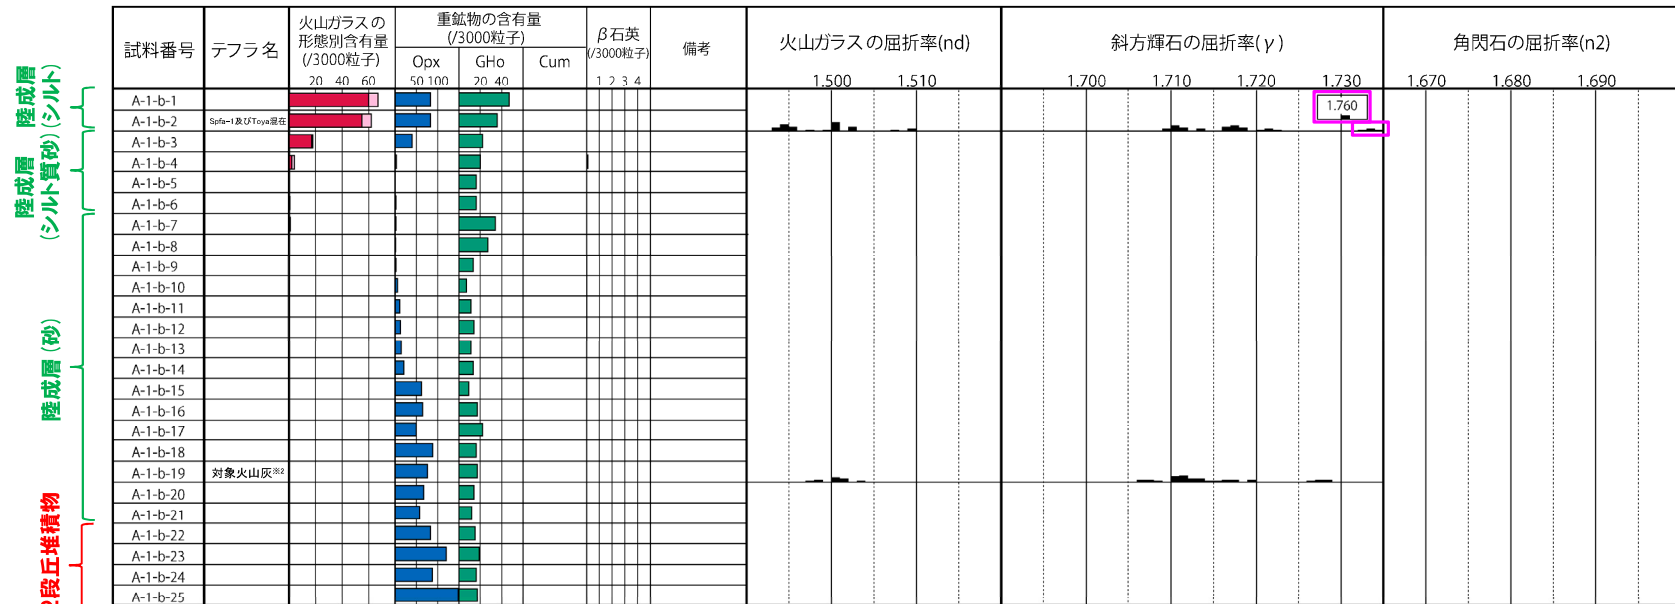 試料番号
テフラ名
火山ガラスの
形態別含有量
(/3000粒子)
20 40 60
重鉱物の含有量
(/3000粒子)
Opx
50 100
GHo
20 40
Cum
β石英
(/3000粒子)
1 2 3 4
備考
火山ガラスの屈折率(nd)
1.500 1.510
斜方輝石の屈折率(γ)
1.700 1.710 1.720 1.730
角閃石の屈折率(n2)
1.670 1.680 1.690
陸成層
(シルト)
陸成層
(シルト質砂)
陸成層(砂)
段丘堆積物
A-1-b-1
1.760
A-1-b-2 Spfa-1及びToya混在
A-1-b-3
A-1-b-4
A-1-b-5
A-1-b-6
A-1-b-7
A-1-b-8
A-1-b-9
A-1-b-10
A-1-b-11
A-1-b-12
A-1-b-13
A-1-b-14
A-1-b-15
A-1-b-16
A-1-b-17
A-1-b-18
A-1-b-19 対象火山灰※2
A-1-b-20
A-1-b-21
A-1-b-22
A-1-b-23
A-1-b-24
A-1-b-25